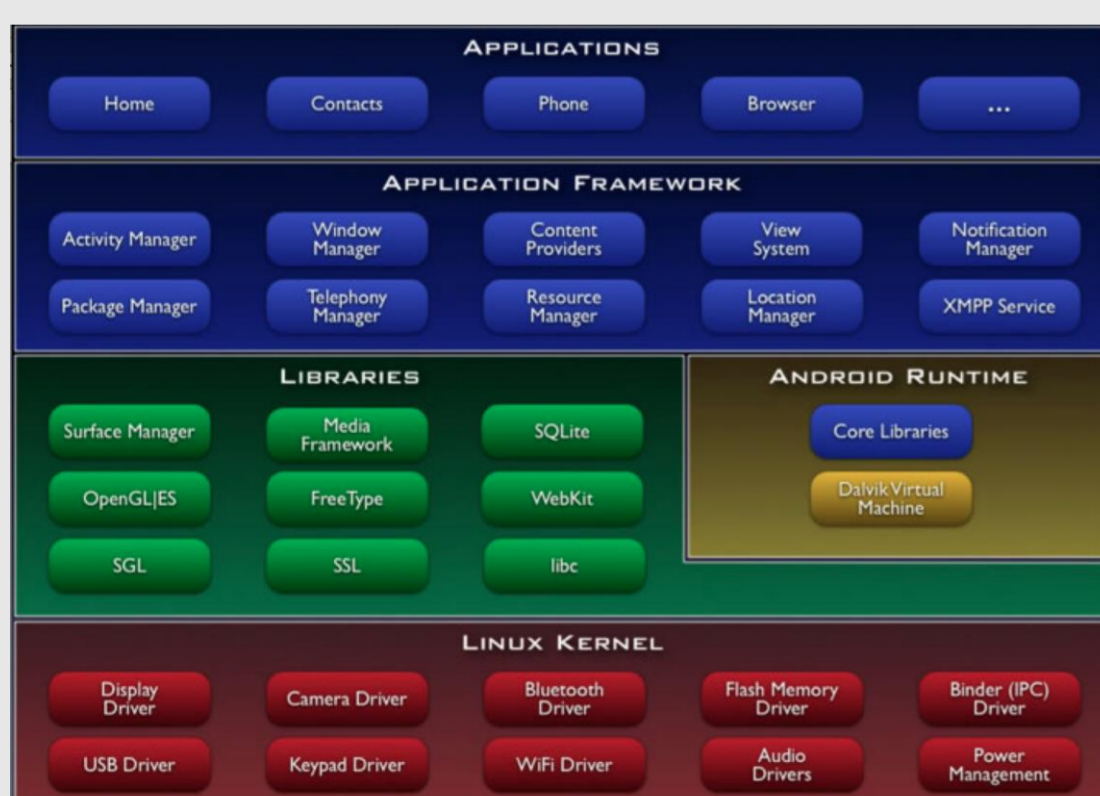 APPLICATIONS
Home
Contacts
Phone
Browser
...
APPLICATION FRAMEWORK
Activity Manager
Window
Manager
Content
Providers
View
System
Notification
Manager
Package Manager
Telephony
Manager
Resource
Manager
Location
Manager
XMPP Service
LIBRARIES
Surface Manager
Media
Framework
SQLite
OpenGL|ES
FreeType
WebKit
SGL
SSL
libc
ANDROID RUNTIME
Core Libraries
Dalvik Virtual
Machine
LINUX KERNEL
Display
Driver
Camera Driver
Bluetooth
Driver
Flash Memory
Driver
Binder (IPC)
Driver
USB Driver
Keypad Driver
WiFi Driver
Audio
Drivers
Power
Management